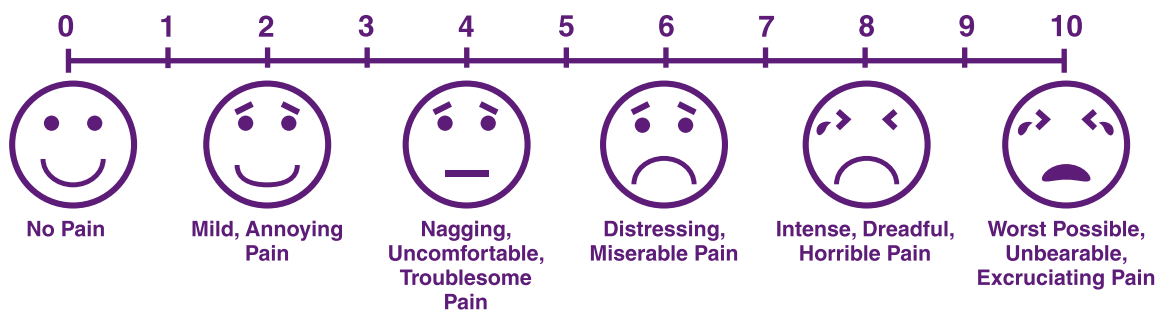 0 1 2 3 4 5 6 7 8 9 10
No Pain
Mild, Annoying
Pain
Nagging,
Uncomfortable,
Troublesome
Pain
Distressing,
Miserable Pain
Intense, Dreadful,
Horrible Pain
Worst Possible,
Unbearable,
Excruciating Pain